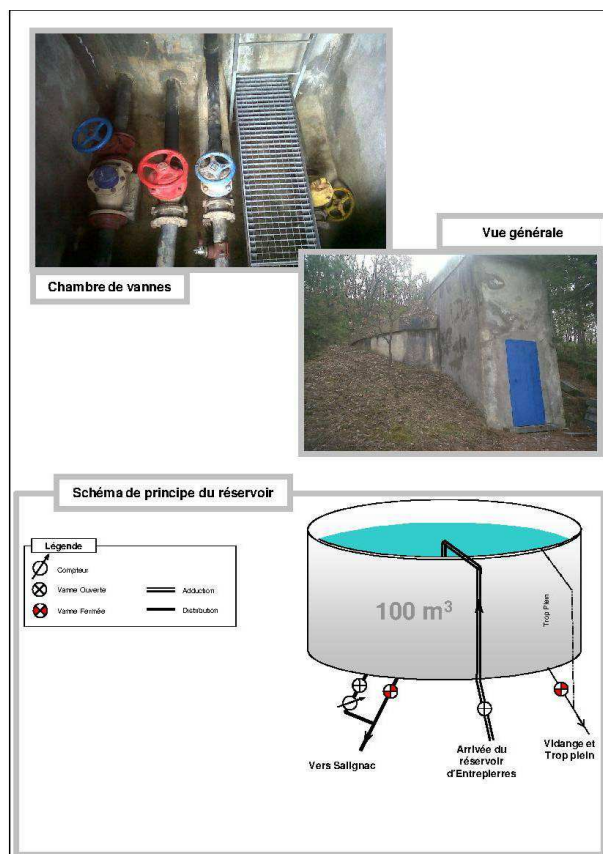 Chambre de vannes
Vue générale
Schéma de principe du réservoir
Légende
Compteur
Vanne Ouverte
Adduction
Vanne Fermée
Distribution
100 m³
Trop Plein
Vers Salignac
Arrivée du
réservoir
d'Entrepierres
Vidange et
Trop plein